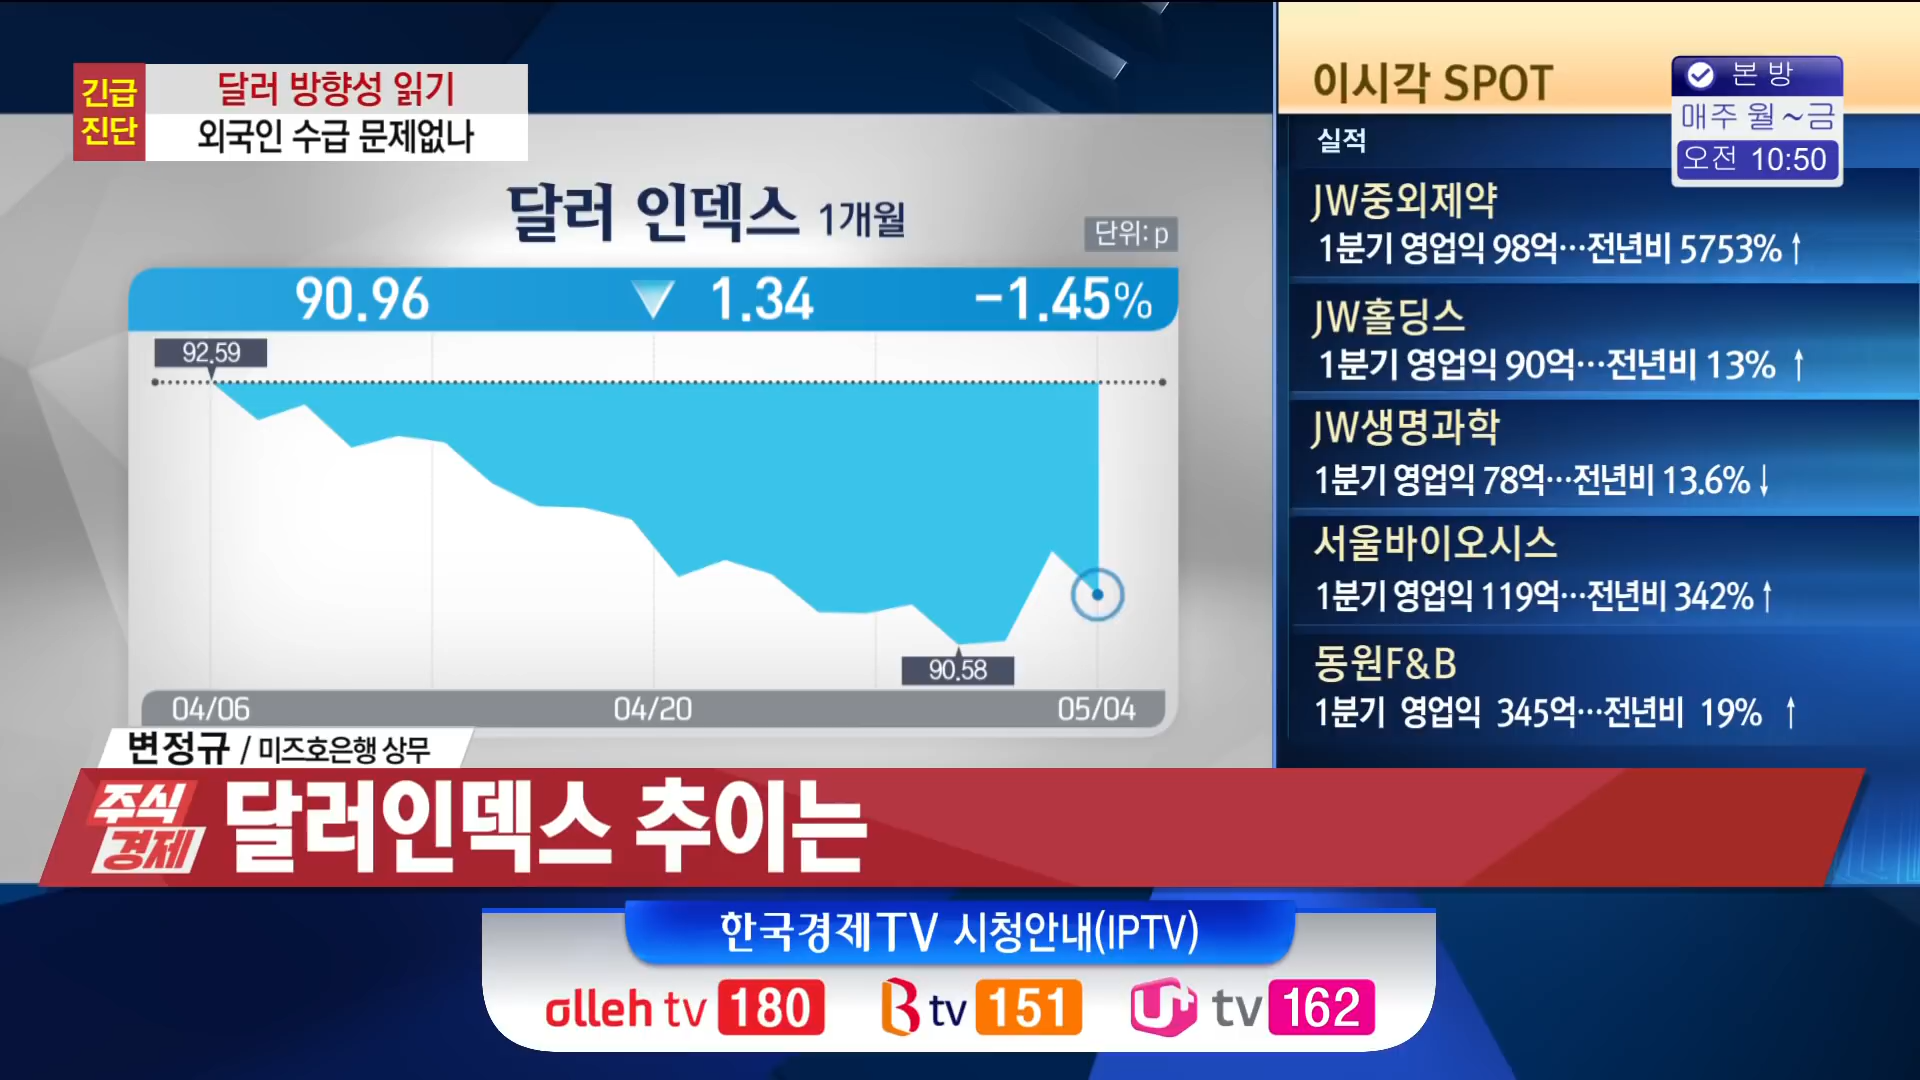 긴급
진단
달러 방향성 읽기
외국인 수급 문제없나
달러 인덱스 1개월
단위: p
90.96 ▼ 1.34 -1.45%
92.59
90.58
04/06 04/20 05/04
변정규 / 미즈호은행 상무
주식
경제
달러인덱스 추이는
이시각 SPOT
본 방
매주 월~금
오전 10:50
실적
JW중외제약
1분기 영업익 98억…전년비 5753%↑
JW홀딩스
1분기 영업익 90억…전년비 13% ↑
JW생명과학
1분기 영업익 78억…전년비 13.6%↓
서울바이오시스
1분기 영업익 119억…전년비 342%↑
동원F&B
1분기 영업익 345억…전년비 19% ↑
한국경제TV 시청안내(IPTV)
olleh tv 180 B tv 151 U+ tv 162